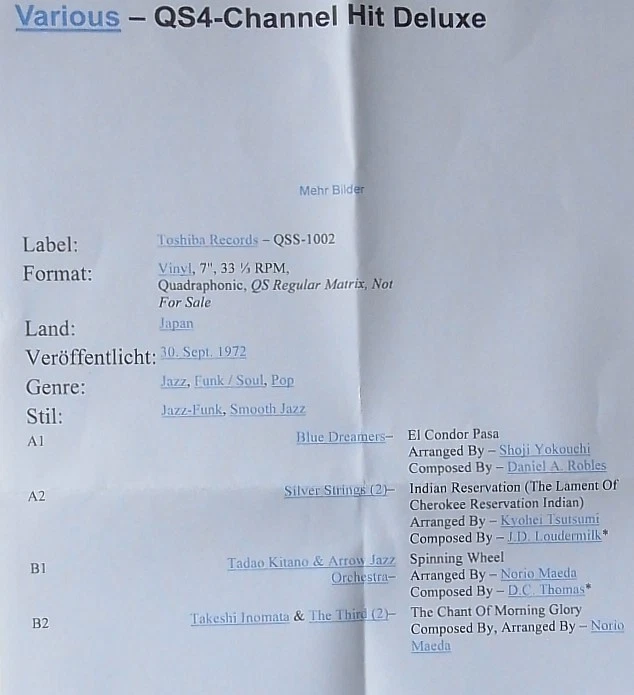 Various – QS4-Channel Hit Deluxe
Mehr Bilder
Label: Toshiba Records – QSS-1002
Format: Vinyl, 7", 33 ⅓ RPM,
Quadraphonic, QS Regular Matrix, Not
For Sale
Land: Japan
Veröffentlicht: 30. Sept. 1972
Genre: Jazz, Funk / Soul, Pop
Stil: Jazz-Funk, Smooth Jazz
A1 Blue Dreamers– El Condor Pasa
Arranged By – Shoji Yokouchi
Composed By – Daniel A. Robles
A2 Silver Strings (2)– Indian Reservation (The Lament Of
Cherokee Reservation Indian)
Arranged By – Kyohei Tsutsumi
Composed By – J.D. Loudermilk*
B1 Tadao Kitano & Arrow Jazz Orchestra– Spinning Wheel
Arranged By – Norio Maeda
Composed By – D.C. Thomas*
B2 Takeshi Inomata & The Third (2)– The Chant Of Morning Glory
Composed By, Arranged By – Norio
Maeda